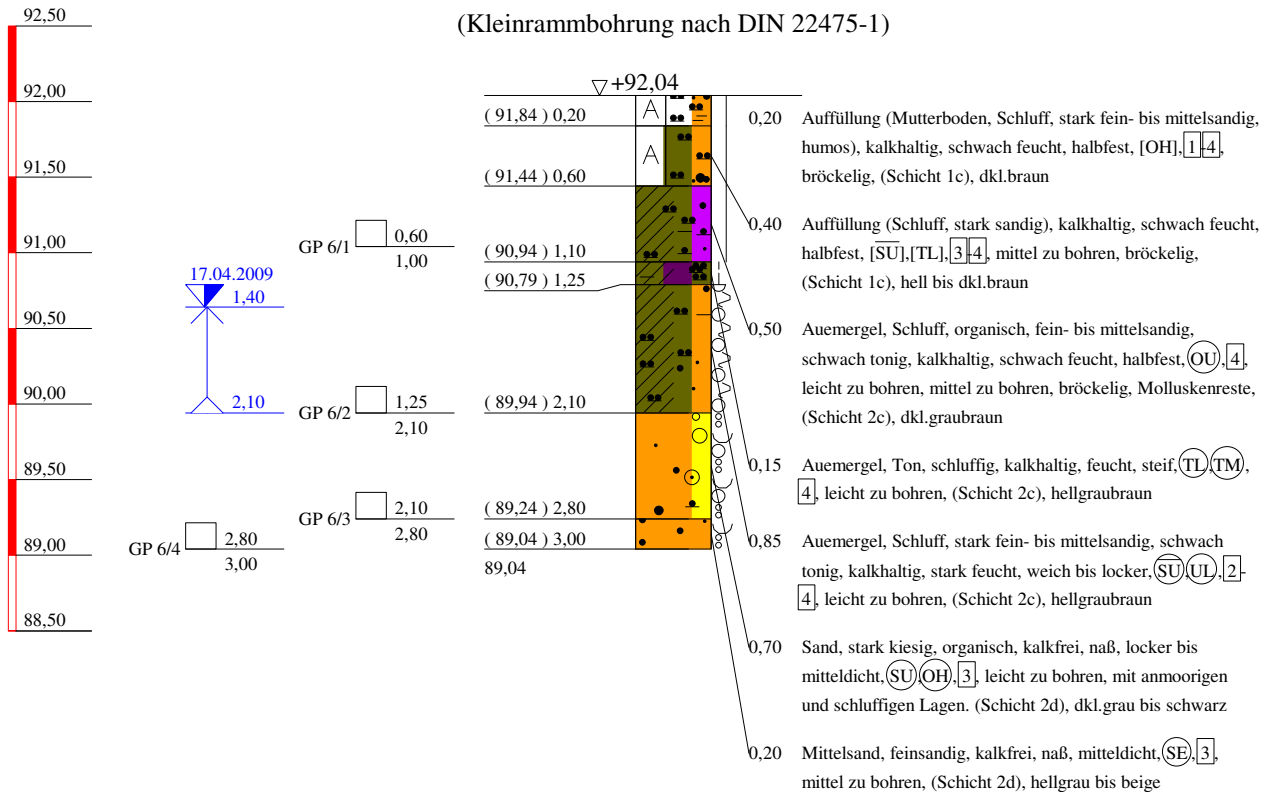 (Kleinrammbohrung nach DIN 22475-1)
92,50
92,00
91,50
91,00
90,50
90,00
89,50
89,00
88,50
17.04.2009
1,40
2,10
GP 6/1
0,60
1,00
GP 6/2
1,25
2,10
GP 6/3
2,10
2,80
GP 6/4
2,80
3,00
+92,04
( 91,84 ) 0,20
( 91,44 ) 0,60
( 90,94 ) 1,10
( 90,79 ) 1,25
( 89,94 ) 2,10
( 89,24 ) 2,80
( 89,04 ) 3,00
89,04
A
A
0,20 Auffüllung (Mutterboden, Schluff, stark fein- bis mittelsandig,
humos), kalkhaltig, schwach feucht, halbfest, [OH], 1-4,
bröckelig, (Schicht 1c), dkl.braun
0,40 Auffüllung (Schluff, stark sandig), kalkhaltig, schwach feucht,
halbfest, [S̅U̅],[TL], 3-4, mittel zu bohren, bröckelig,
(Schicht 1c), hell bis dkl.braun
0,50 Auemergel, Schluff, organisch, fein- bis mittelsandig,
schwach tonig, kalkhaltig, schwach feucht, halbfest, OU, 4,
leicht zu bohren, mittel zu bohren, bröckelig, Molluskenreste,
(Schicht 2c), dkl.graubraun
0,15 Auemergel, Ton, schluffig, kalkhaltig, feucht, steif, TL, TM,
4, leicht zu bohren, (Schicht 2c), hellgraubraun
0,85 Auemergel, Schluff, stark fein- bis mittelsandig, schwach
tonig, kalkhaltig, stark feucht, weich bis locker, S̅U̅, UL, 2-
4, leicht zu bohren, (Schicht 2c), hellgraubraun
0,70 Sand, stark kiesig, organisch, kalkfrei, naß, locker bis
mitteldicht, SU, OH, 3, leicht zu bohren, mit anmoorigen
und schluffigen Lagen. (Schicht 2d), dkl.grau bis schwarz
0,20 Mittelsand, feinsandig, kalkfrei, naß, mitteldicht, SE, 3,
mittel zu bohren, (Schicht 2d), hellgrau bis beige